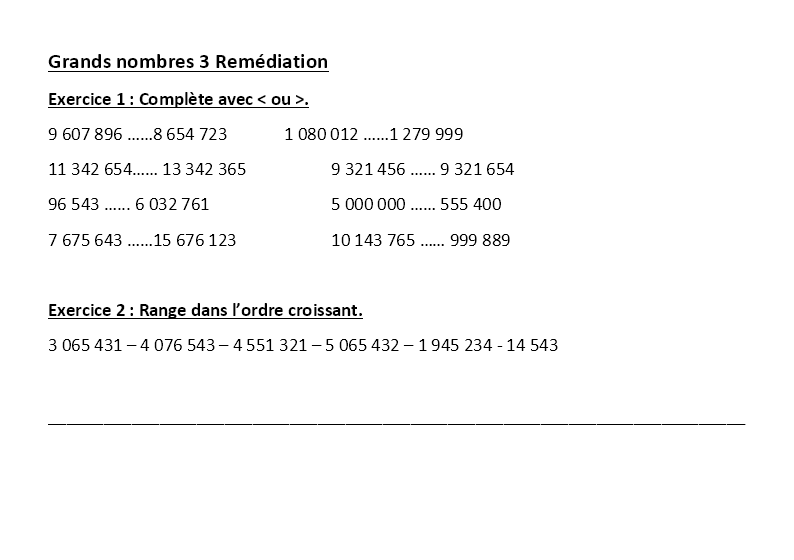 Grands nombres 3 Remédiation
Exercice 1 : Complète avec < ou >.
9 607 896 ……8 654 723 1 080 012 ……1 279 999
11 342 654…… 13 342 365 9 321 456 …… 9 321 654
96 543 …… 6 032 761 5 000 000 …… 555 400
7 675 643 ……15 676 123 10 143 765 …… 999 889
Exercice 2 : Range dans l’ordre croissant.
3 065 431 – 4 076 543 – 4 551 321 – 5 065 432 – 1 945 234 - 14 543